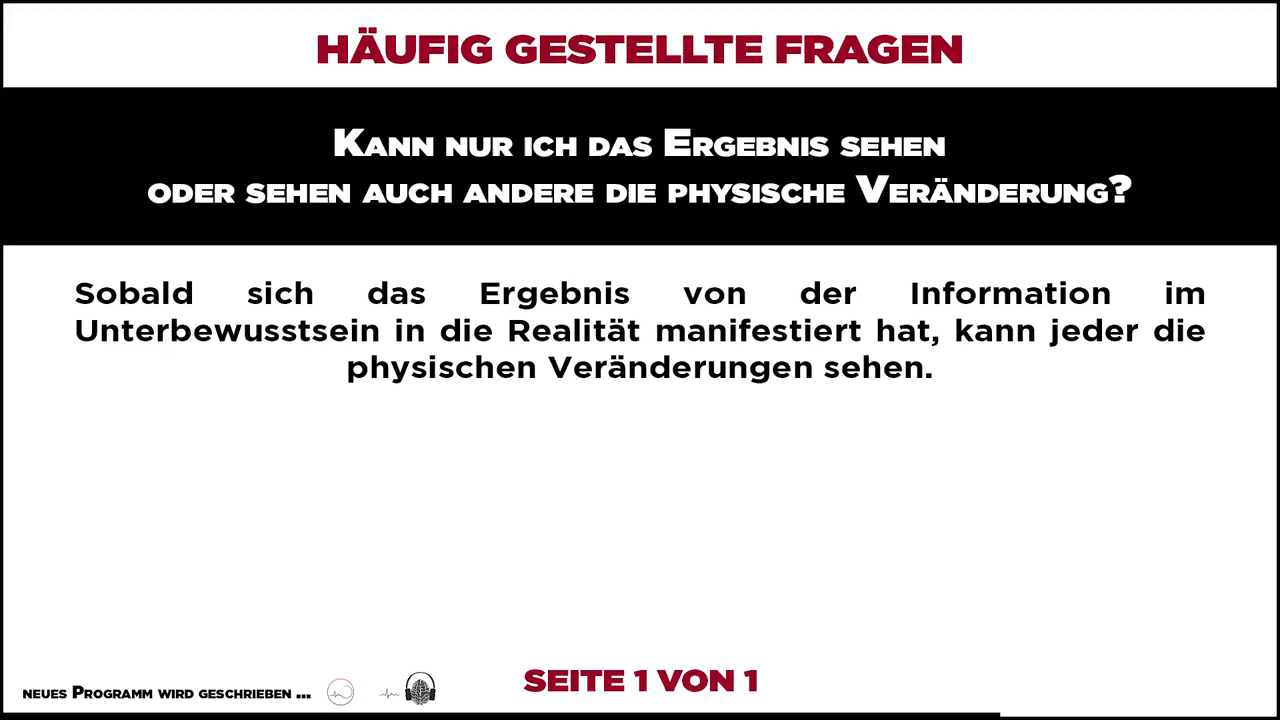 HÄUFIG GESTELLTE FRAGEN
KANN NUR ICH DAS ERGEBNIS SEHEN
ODER SEHEN AUCH ANDERE DIE PHYSISCHE VERÄNDERUNG?
Sobald sich das Ergebnis von der Information im
Unterbewusstsein in die Realität manifestiert hat, kann jeder die
physischen Veränderungen sehen.
SEITE 1 VON 1
NEUES PROGRAMM WIRD GESCHRIEBEN ...